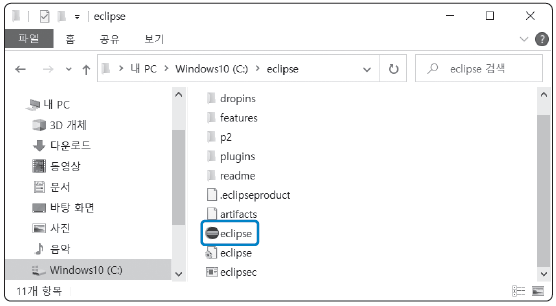 eclipse
파일 홈 공유 보기
내 PC > Windows10 (C:) > eclipse
eclipse 검색
내 PC
3D 개체
다운로드
동영상
문서
바탕 화면
사진
음악
Windows10 (C:)
dropins
features
p2
plugins
readme
.eclipseproduct
artifacts
eclipse
eclipse
eclipsec
11개 항목